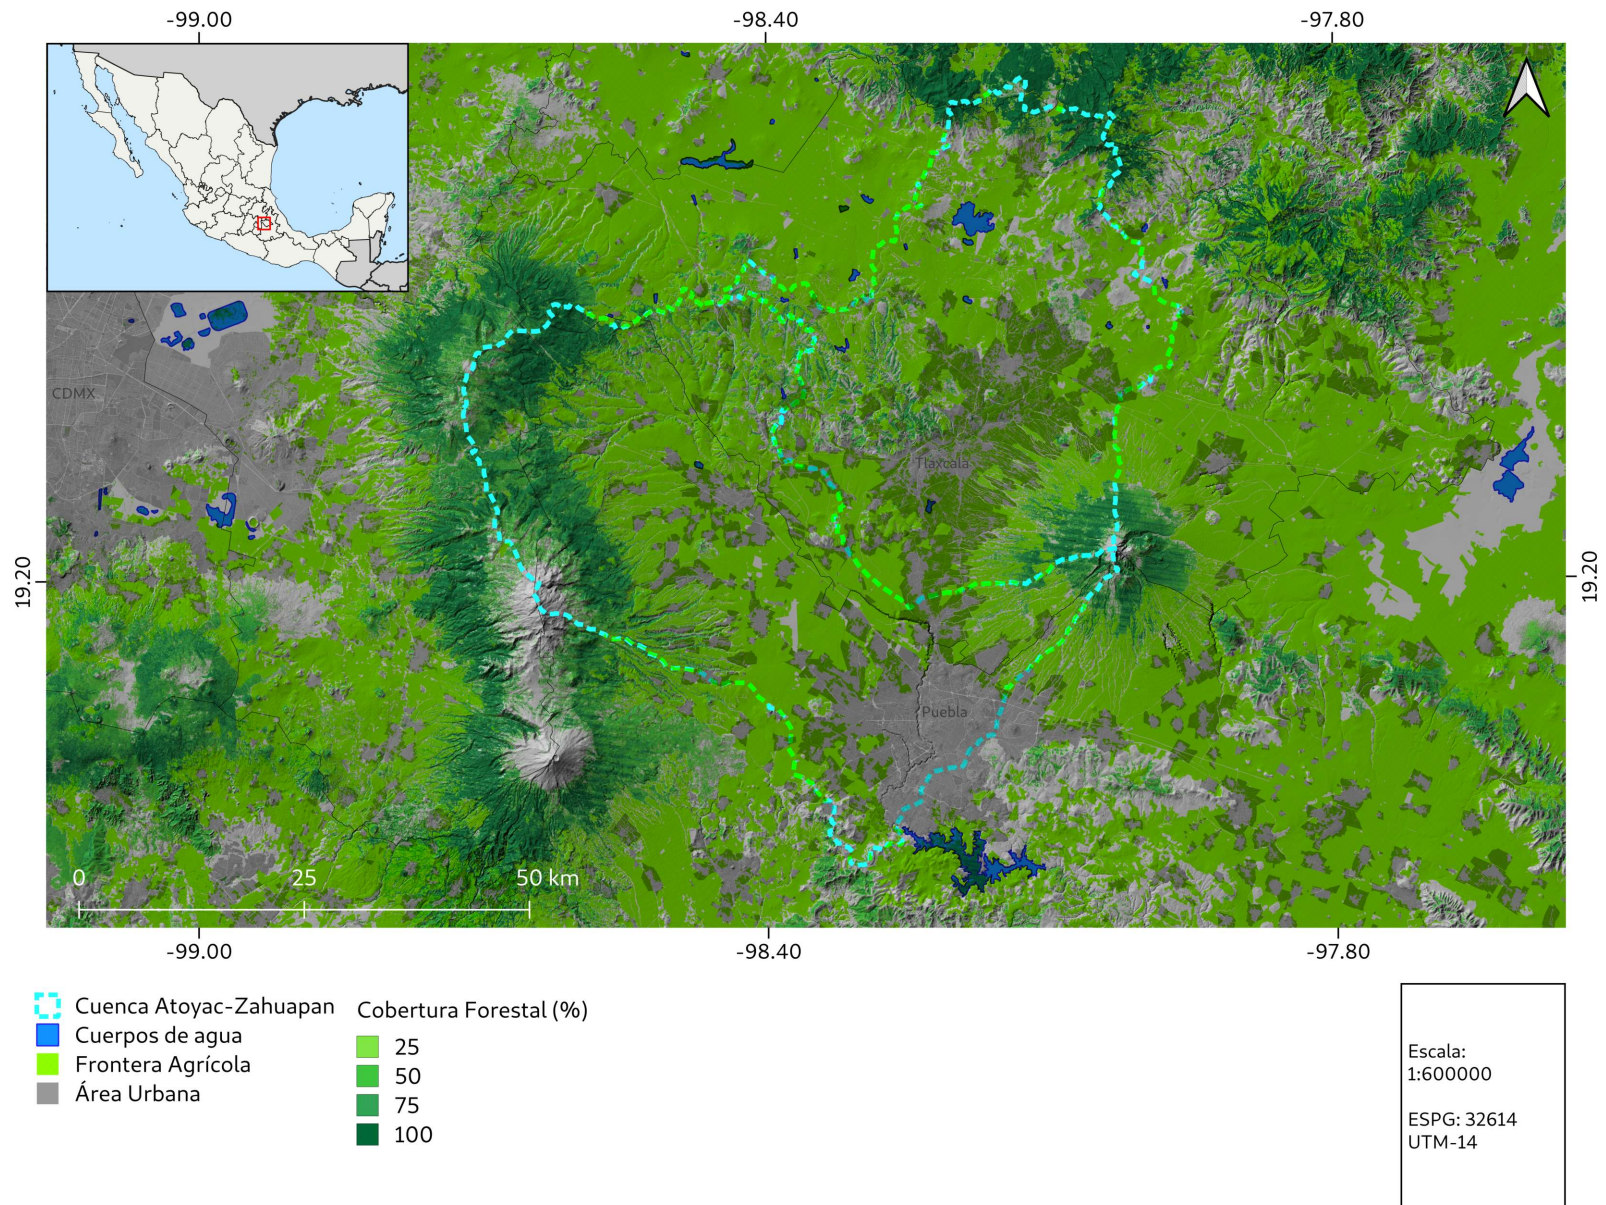 -99.00
-98.40
-97.80
CDMX
Tlaxcala
19.20
19.20
Puebla
0
25
50 km
-99.00
-98.40
-97.80
Cuenca Atoyac-Zahuapan
Cuerpos de agua
Frontera Agrícola
Área Urbana
Cobertura Forestal (%)
25
50
75
100
Escala:
1:600000
ESPG: 32614
UTM-14